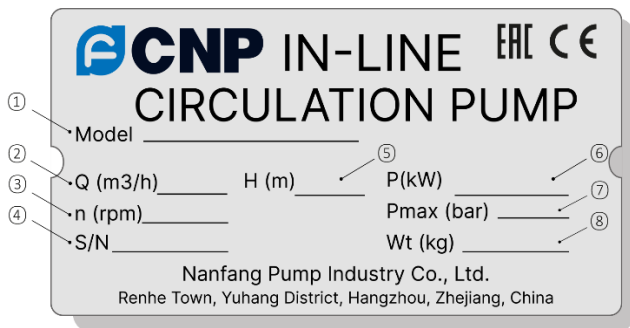 CNP IN-LINE EAC CE
CIRCULATION PUMP
① Model
② Q (m3/h) H (m) ⑤ P(kW) ⑥
③ n (rpm) Pmax (bar) ⑦
④ S/N Wt (kg) ⑧
Nanfang Pump Industry Co., Ltd.
Renhe Town, Yuhang District, Hangzhou, Zhejiang, China